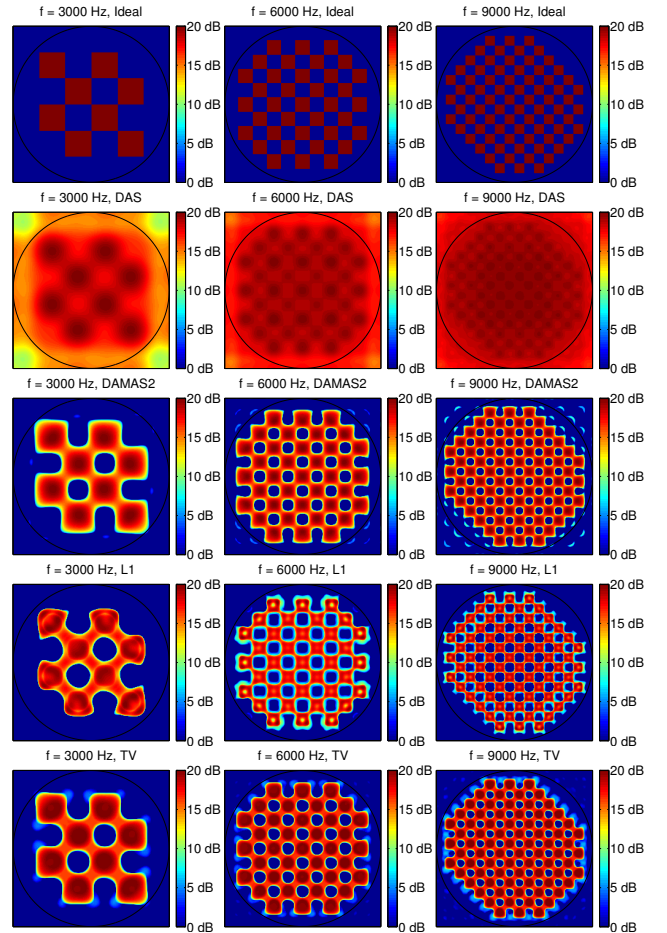 f = 3000 Hz, Ideal
20 dB
15 dB
10 dB
5 dB
0 dB
f = 6000 Hz, Ideal
20 dB
15 dB
10 dB
5 dB
0 dB
f = 9000 Hz, Ideal
20 dB
15 dB
10 dB
5 dB
0 dB
f = 3000 Hz, DAS
20 dB
15 dB
10 dB
5 dB
0 dB
f = 6000 Hz, DAS
20 dB
15 dB
10 dB
5 dB
0 dB
f = 9000 Hz, DAS
20 dB
15 dB
10 dB
5 dB
0 dB
f = 3000 Hz, DAMAS2
20 dB
15 dB
10 dB
5 dB
0 dB
f = 6000 Hz, DAMAS2
20 dB
15 dB
10 dB
5 dB
0 dB
f = 9000 Hz, DAMAS2
20 dB
15 dB
10 dB
5 dB
0 dB
f = 3000 Hz, L1
20 dB
15 dB
10 dB
5 dB
0 dB
f = 6000 Hz, L1
20 dB
15 dB
10 dB
5 dB
0 dB
f = 9000 Hz, L1
20 dB
15 dB
10 dB
5 dB
0 dB
f = 3000 Hz, TV
20 dB
15 dB
10 dB
5 dB
0 dB
f = 6000 Hz, TV
20 dB
15 dB
10 dB
5 dB
0 dB
f = 9000 Hz, TV
20 dB
15 dB
10 dB
5 dB
0 dB